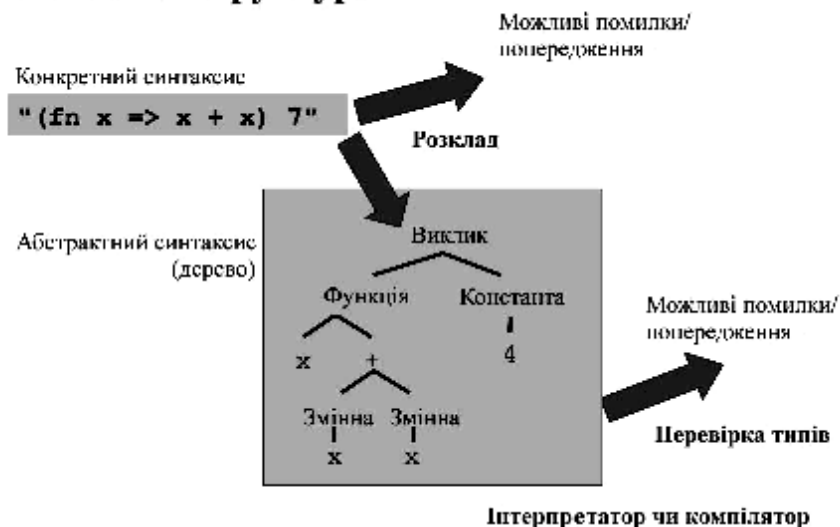 Можливі помилки/
попередження
Конкретний синтаксис
"(fn x => x + x) 7"
Розклад
Абстрактний синтаксис
(дерево)
Виклик
Функція Константа
x + 4
Змінна Змінна
x x
Можливі помилки/
попередження
Перевірка типів
Інтерпретатор чи компілятор